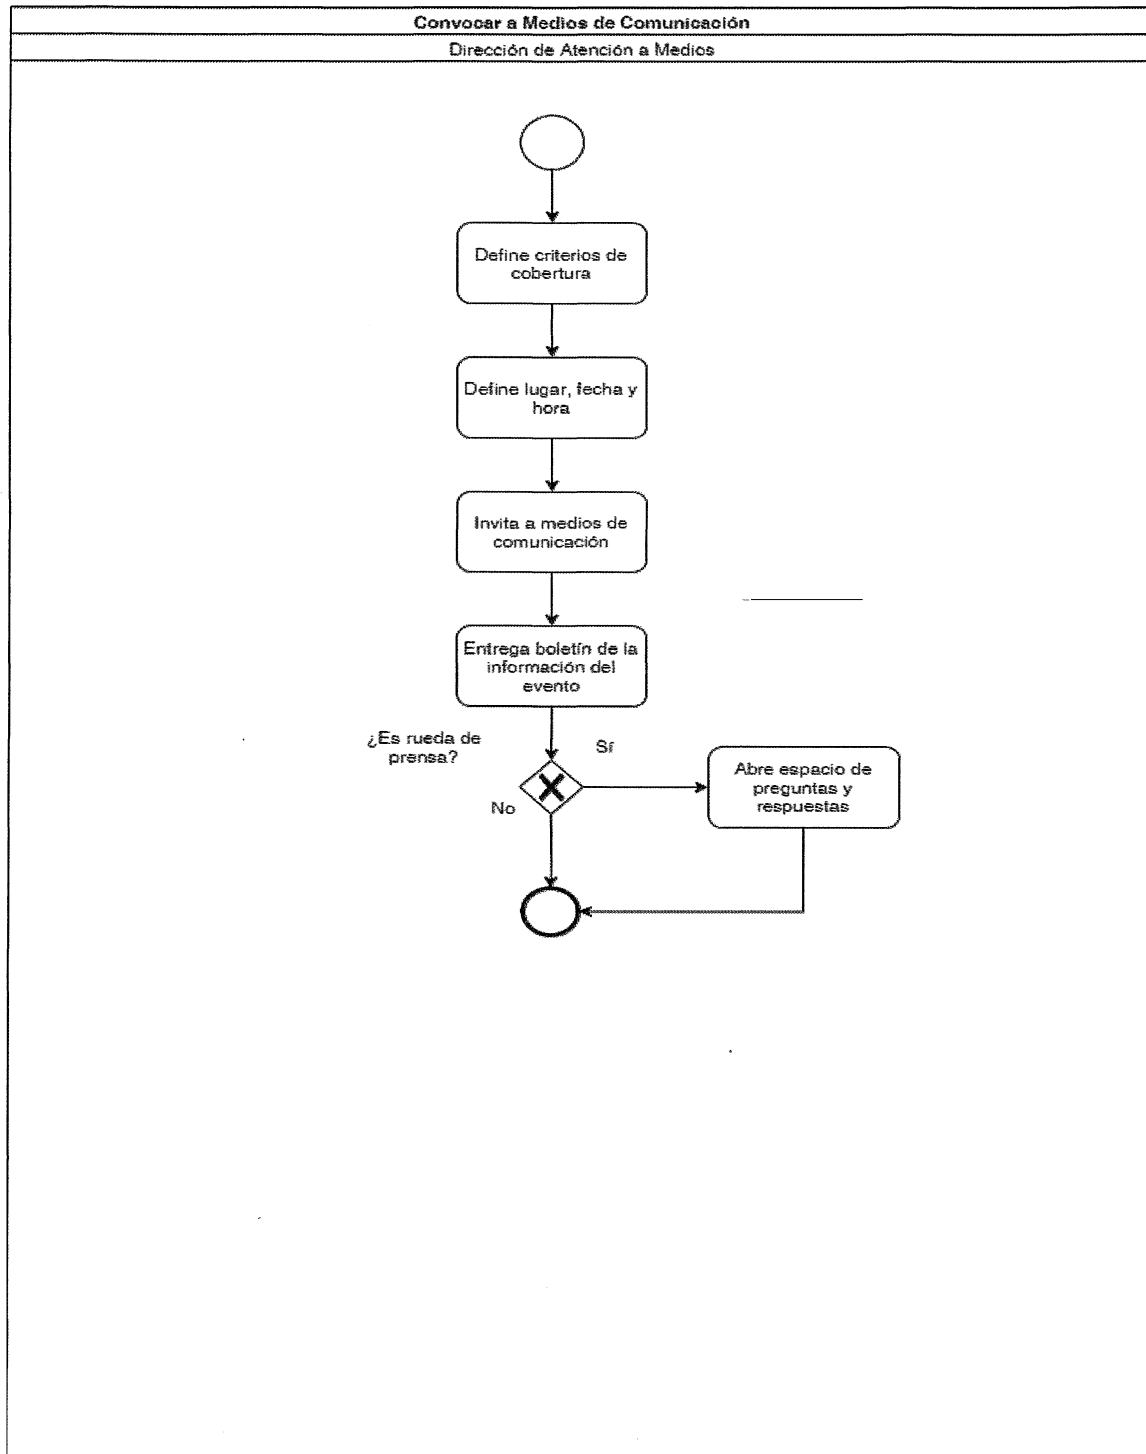 Convocar a Medios de Comunicación
Dirección de Atención a Medios
Define criterios de
cobertura
Define lugar, fecha y
hora
Invita a medios de
comunicación
Entrega boletín de la
información del
evento
¿Es rueda de
prensa?
Sí
No
Abre espacio de
preguntas y
respuestas